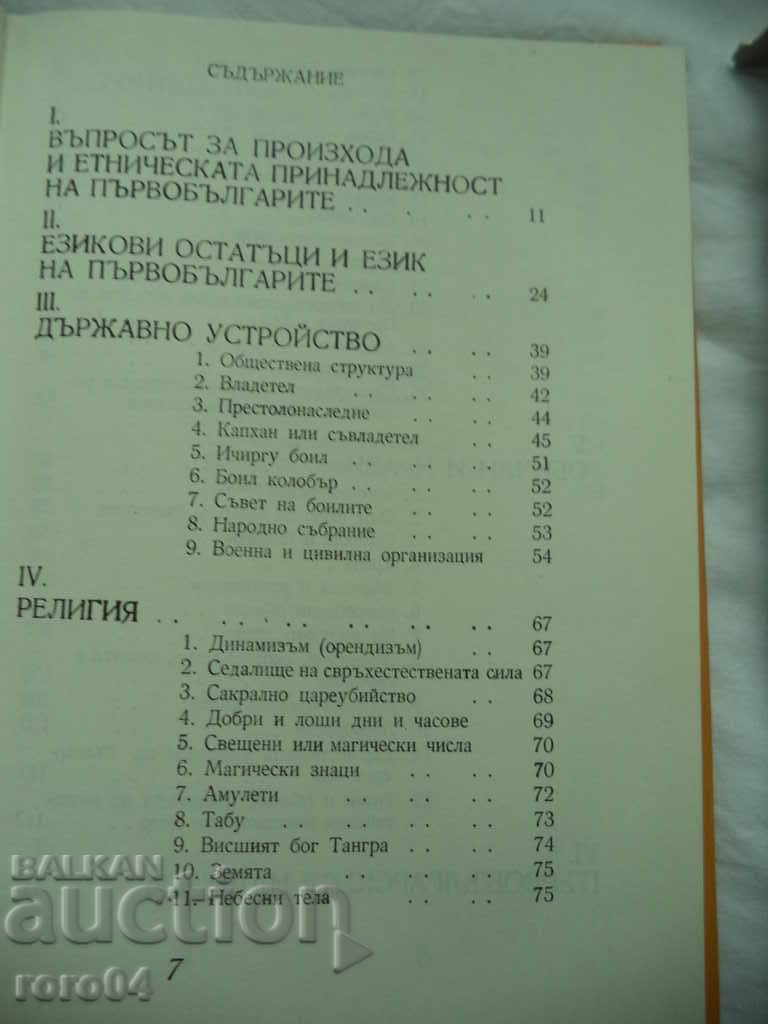 СЪДЪРЖАНИЕ
I.
ВЪПРОСЪТ ЗА ПРОИЗХОДА
И ЕТНИЧЕСКАТА ПРИНАДЛЕЖНОСТ
НА ПЪРВОБЪЛГАРИТЕ . . . . . 11
II.
ЕЗИКОВИ ОСТАТЪЦИ И ЕЗИК
НА ПЪРВОБЪЛГАРИТЕ . . . . . . 24
III.
ДЪРЖАВНО УСТРОЙСТВО . . . . 39
1. Обществена структура . . 39
2. Владетел . . . . . . 42
3. Престолонаследие . . . . 44
4. Капхан или съвладетел . . 45
5. Ичиргу боил . . . . . 51
6. Боил колобър . . . . . . 52
7. Съвет на боилите . . . . 52
8. Народно събрание . . . . 53
9. Военна и цивилна организация 54
IV.
РЕЛИГИЯ . . . . . . . . . . . . 67
1. Динамизъм (орендизъм) . . 67
2. Седалище на свръхестествената сила 67
3. Сакрално цареубийство . . 68
4. Добри и лоши дни и часове 69
5. Свещени или магически числа 70
6. Магически знаци . . . . 70
7. Амулети . . . . . . 72
8. Табу . . . . . . . . 73
9. Висшият бог Тангра . . . . 74
10. Земята . . . . . . 75
11. Небесни тела . . . . 75
BALKAN
auction
roro04
7